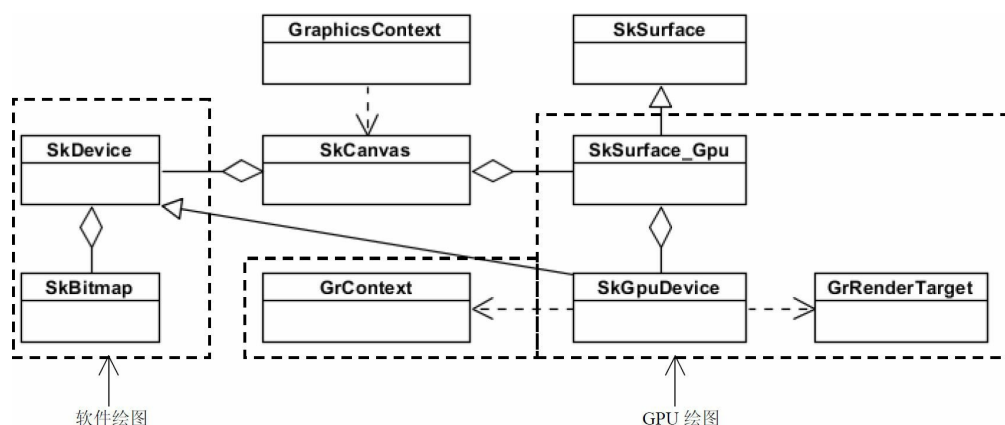 GraphicsContext
SkSurface
SkDevice
SkCanvas
SkSurface_Gpu
SkBitmap
GrContext
SkGpuDevice
GrRenderTarget
软件绘图
GPU 绘图